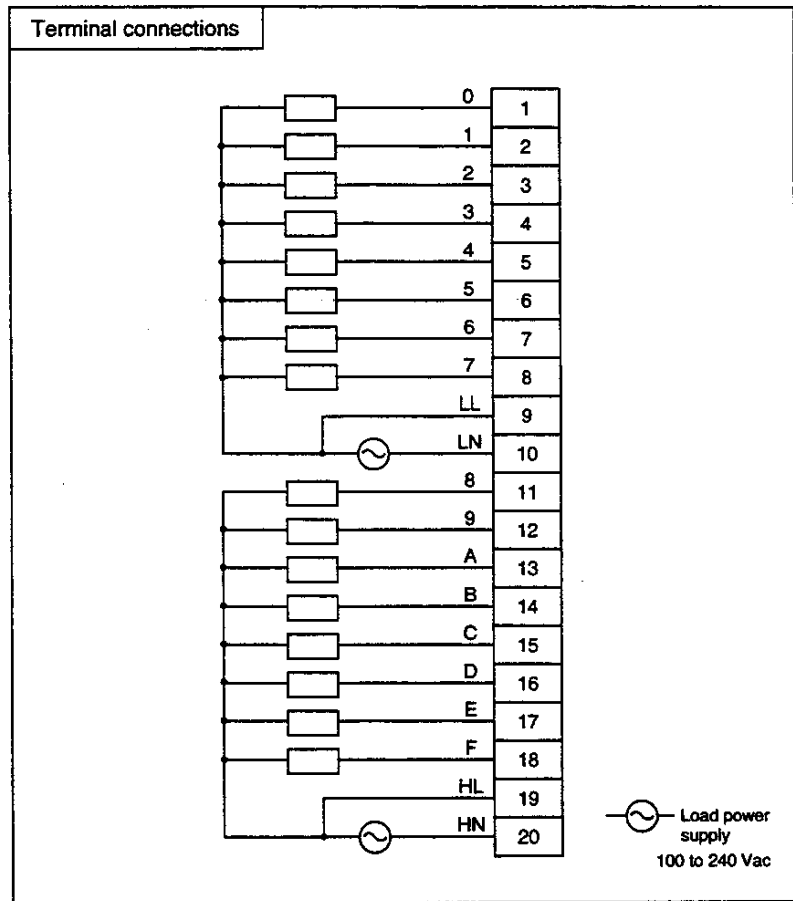 Terminal connections
0 1
1 2
2 3
3 4
4 5
5 6
6 7
7 8
LL 9
LN 10
8 11
9 12
A 13
B 14
C 15
D 16
E 17
F 18
HL 19
HN 20
Load power
supply
100 to 240 Vac